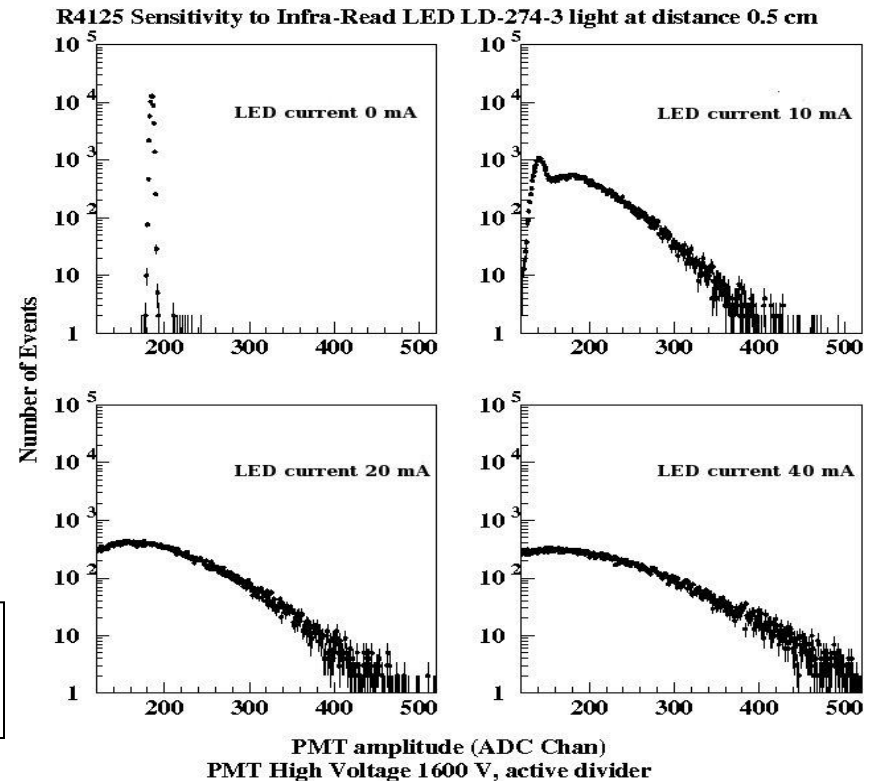 R4125 Sensitivity to Infra-Read LED LD-274-3 light at distance 0.5 cm
Number of Events
10 5
10 4
10 3
10 2
10
1
LED current 0 mA
200 300 400 500
10 5
10 4
10 3
10 2
10
1
LED current 10 mA
200 300 400 500
10 5
10 4
10 3
10 2
10
1
LED current 20 mA
200 300 400 500
10 5
10 4
10 3
10 2
10
1
LED current 40 mA
200 300 400 500
PMT amplitude (ADC Chan)
PMT High Voltage 1600 V, active divider